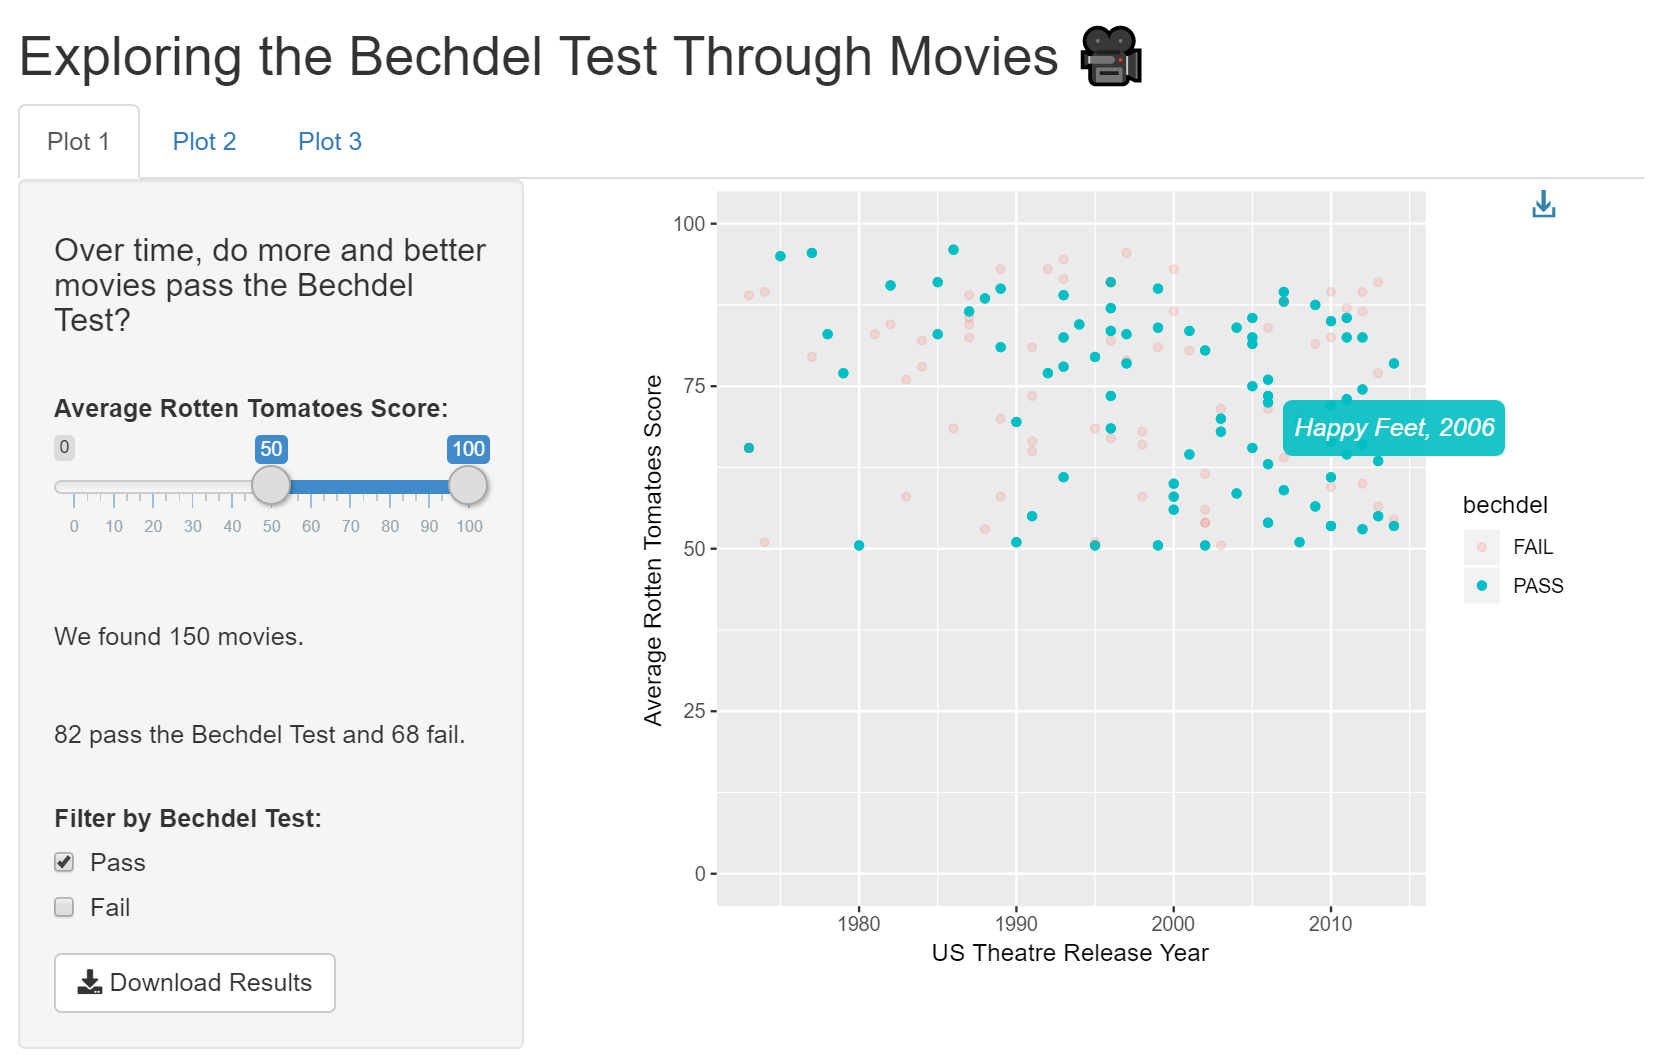 Exploring the Bechdel Test Through Movies
Plot 1
Plot 2
Plot 3
Over time, do more and better
movies pass the Bechdel
Test?
Average Rotten Tomatoes Score:
0
50
100
0 10 20 30 40 50 60 70 80 90 100
We found 150 movies.
82 pass the Bechdel Test and 68 fail.
Filter by Bechdel Test:
Pass
Fail
Download Results
Average Rotten Tomatoes Score
100
75
50
25
0
1980 1990 2000 2010
US Theatre Release Year
Happy Feet, 2006
bechdel
FAIL
PASS